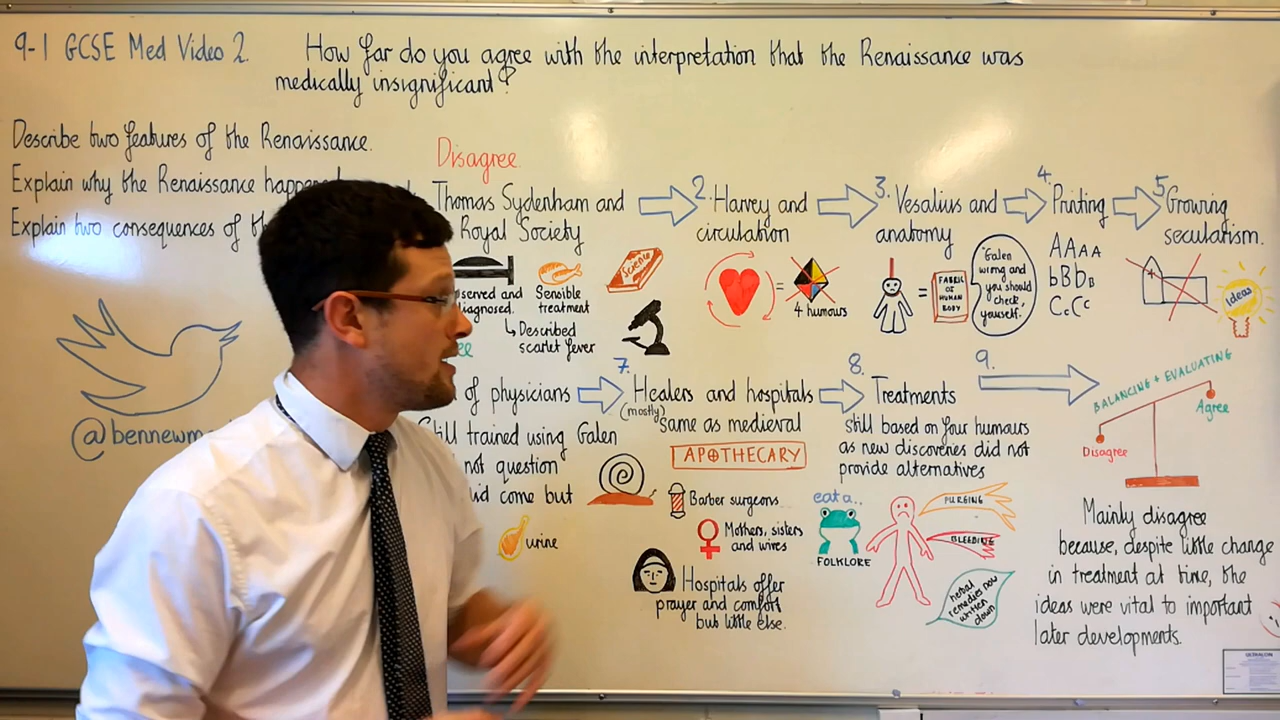 9-1 GCSE Med Video 2.
How far do you agree with the interpretation that the Renaissance was
medically insignificant?
Describe two features of the Renaissance.
Explain why the Renaissance happened
Explain two consequences of
@bennewm
Disagree.
Thomas Sydenham and
Royal Society
diagnosed.
Sensible
treatment
↳ Described
scarlet fever
Science
2. Harvey and
circulation
=
4 humours
3. Vesalius and
anatomy
=
FABRIC
OF
HUMAN
BODY
"Galen
wrong and
you should
check,
yourself."
4. Printing
AAAA
bBbb
CcCc
5. Growing
secularism.
Ideas
of physicians
Still trained using Galen
not question
come but
urine
7. Healers and hospitals
(mostly) same as medieval
APOTHECARY
Barber surgeons
Mothers, sisters
and wives
Hospitals offer
prayer and comfort
but little else.
8. Treatments
still based on four humours
as new discoveries did not
provide alternatives
eat a..
FOLKLORE
PURGING
BLEEDING
herbal
remedies now
written
down
9.
BALANCING + EVALUATING
Disagree
Agree
Mainly disagree
because, despite little change
in treatment at time, the
ideas were vital to important
later developments.